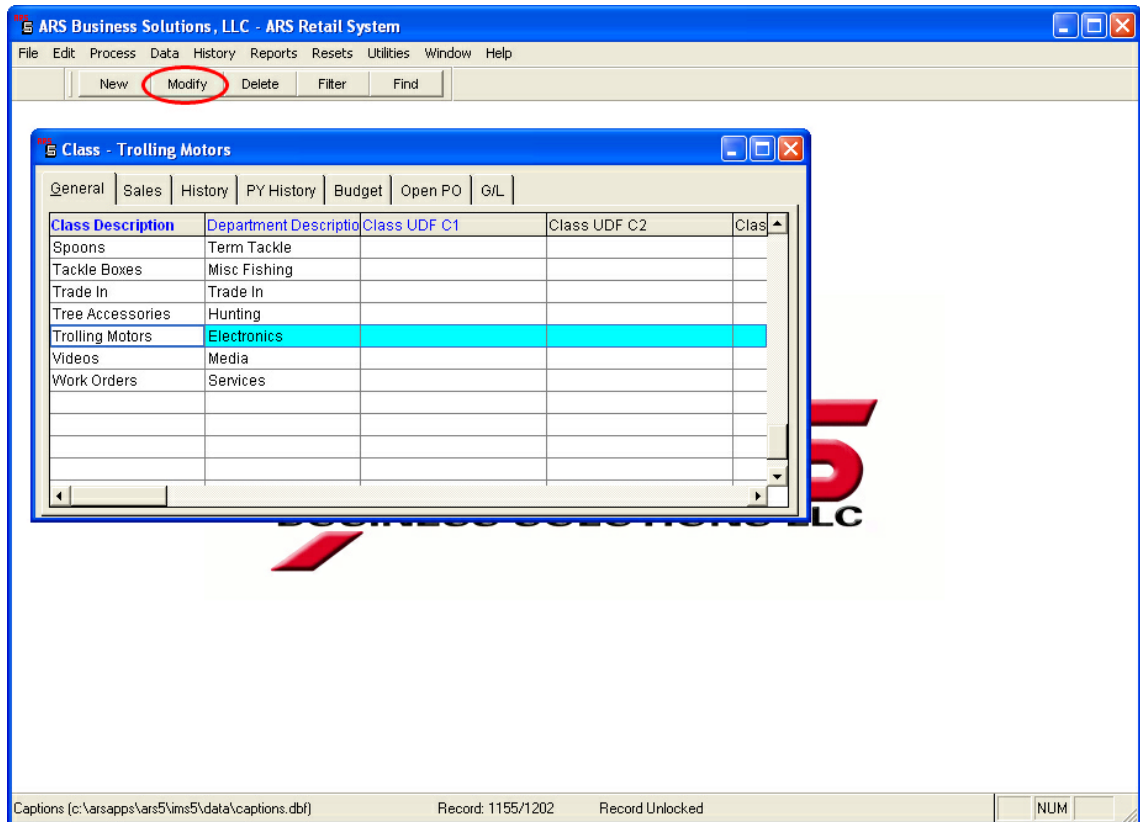 ARS Business Solutions, LLC - ARS Retail System
File Edit Process Data History Reports Resets Utilities Window Help
New Modify Delete Filter Find
Class - Trolling Motors
General Sales History PY History Budget Open PO G/L
Class Description Department Descriptio Class UDF C1 Class UDF C2 Clas
Spoons Term Tackle
Tackle Boxes Misc Fishing
Trade In Trade In
Tree Accessories Hunting
Trolling Motors Electronics
Videos Media
Work Orders Services
5
BUSINESS SOLUTIONS LLC
Captions (c:\arsapps\ars5\ims5\data\captions.dbf) Record: 1155/1202 Record Unlocked NUM